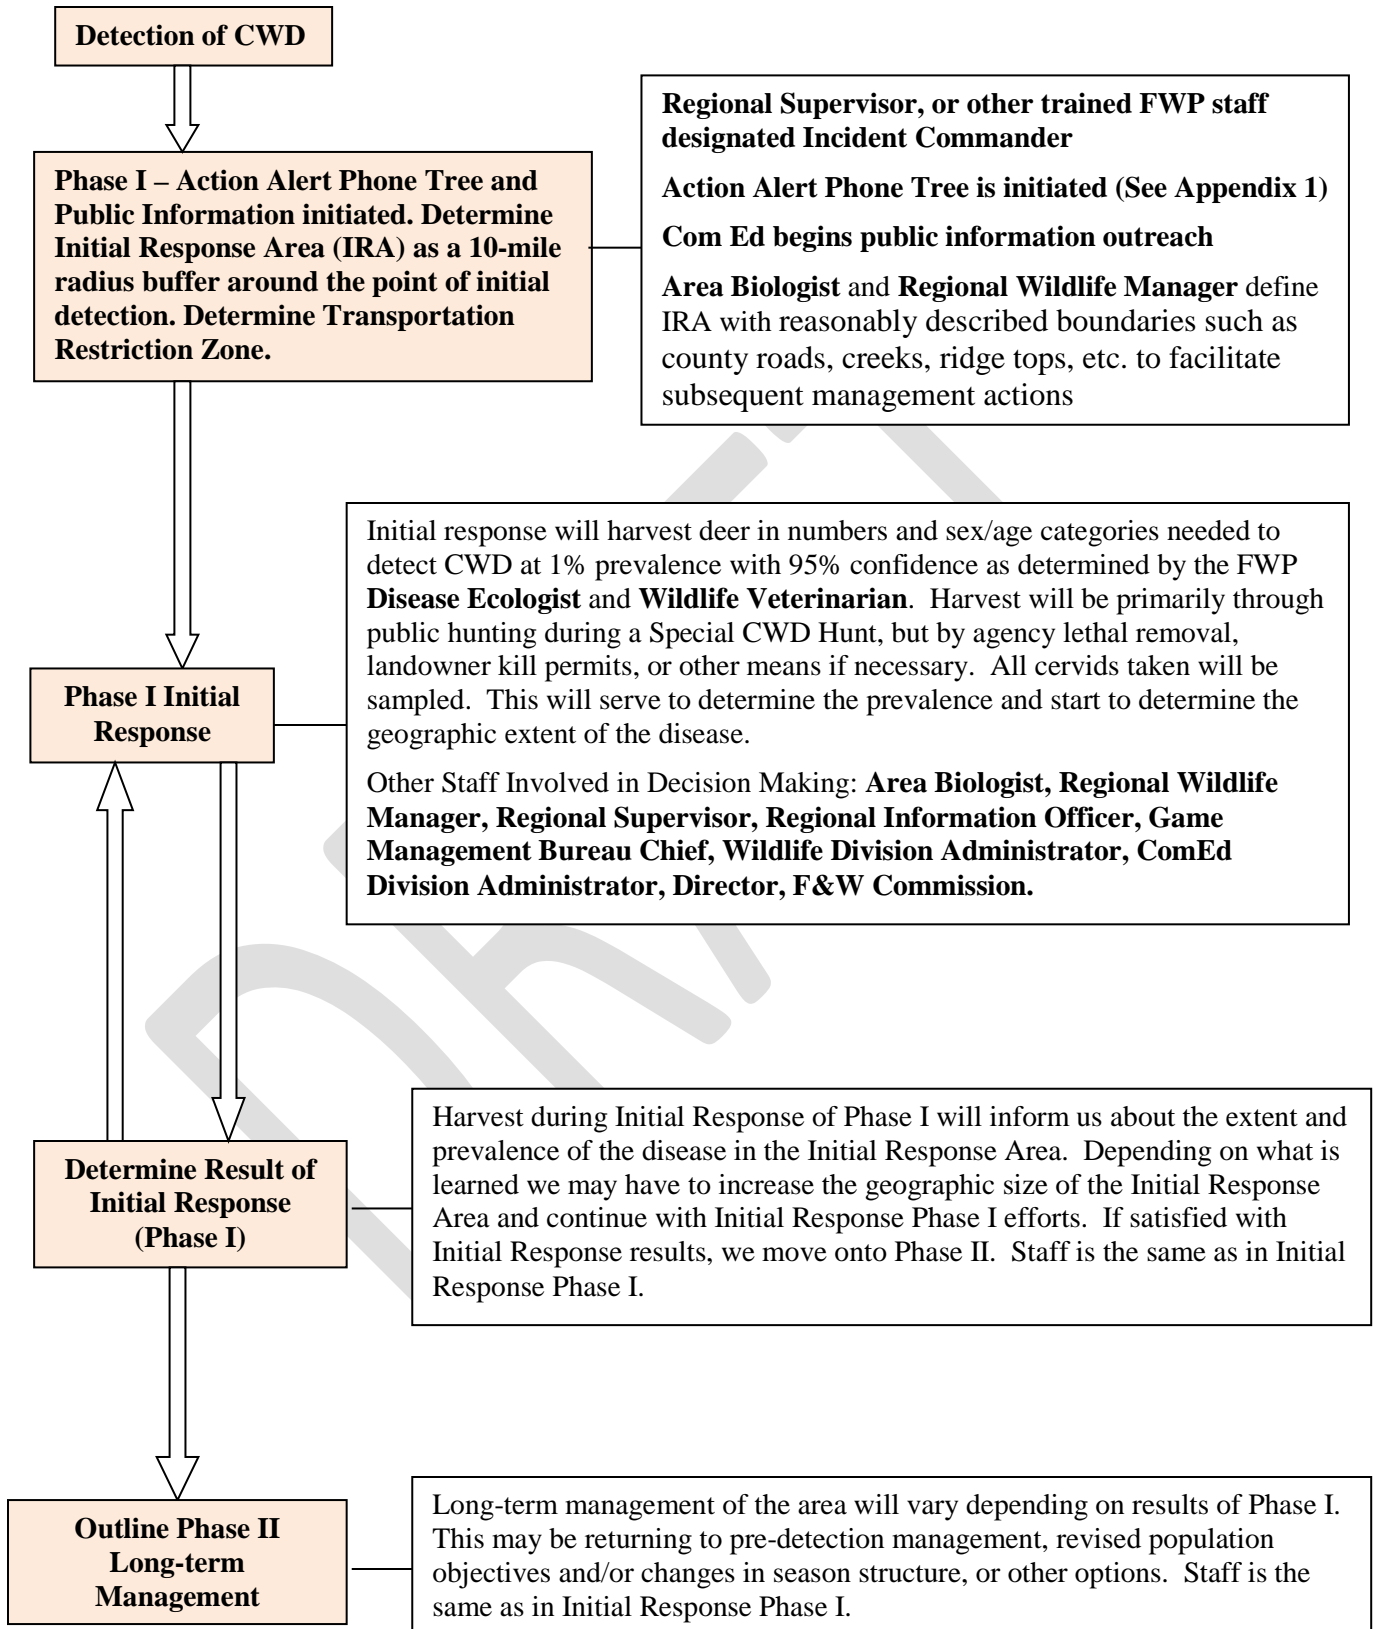 Detection of CWD
Regional Supervisor, or other trained FWP staff
designated Incident Commander
Action Alert Phone Tree is initiated (See Appendix 1)
Com Ed begins public information outreach
Area Biologist and Regional Wildlife Manager define
IRA with reasonably described boundaries such as
county roads, creeks, ridge tops, etc. to facilitate
subsequent management actions
Phase I – Action Alert Phone Tree and
Public Information initiated. Determine
Initial Response Area (IRA) as a 10-mile
radius buffer around the point of initial
detection. Determine Transportation
Restriction Zone.
Initial response will harvest deer in numbers and sex/age categories needed to
detect CWD at 1% prevalence with 95% confidence as determined by the FWP
Disease Ecologist and Wildlife Veterinarian.  Harvest will be primarily through
public hunting during a Special CWD Hunt, but by agency lethal removal,
landowner kill permits, or other means if necessary.  All cervids taken will be
sampled.  This will serve to determine the prevalence and start to determine the
geographic extent of the disease.
Other Staff Involved in Decision Making: Area Biologist, Regional Wildlife
Manager, Regional Supervisor, Regional Information Officer, Game
Management Bureau Chief, Wildlife Division Administrator, ComEd
Division Administrator, Director, F&W Commission.
Phase I Initial
Response
DRAFT
Harvest during Initial Response of Phase I will inform us about the extent and
prevalence of the disease in the Initial Response Area.  Depending on what is
learned we may have to increase the geographic size of the Initial Response
Area and continue with Initial Response Phase I efforts.  If satisfied with
Initial Response results, we move onto Phase II.  Staff is the same as in Initial
Response Phase I.
Determine Result of
Initial Response
(Phase I)
Long-term management of the area will vary depending on results of Phase I.
This may be returning to pre-detection management, revised population
objectives and/or changes in season structure, or other options.  Staff is the
same as in Initial Response Phase I.
Outline Phase II
Long-term
Management